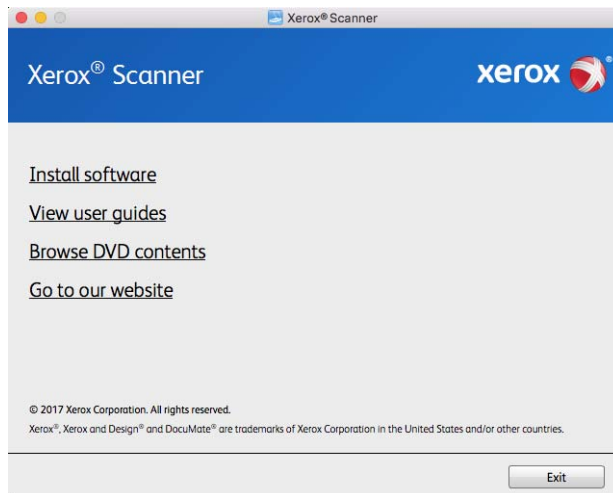 Xerox® Scanner
Xerox® Scanner
xerox®
Install software
View user guides
Browse DVD contents
Go to our website
© 2017 Xerox Corporation. All rights reserved.
Xerox®, Xerox and Design® and DocuMate® are trademarks of Xerox Corporation in the United States and/or other countries.
Exit